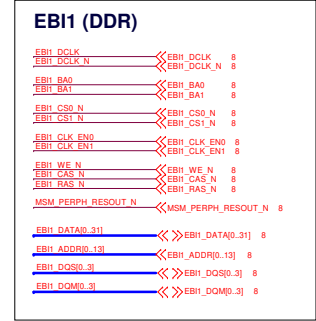 EBI1 (DDR)
EBI1_DCLK EBI1_DCLK 8
EBI1_DCLK_N EBI1_DCLK_N 8
EBI1_BA0 EBI1_BA0 8
EBI1_BA1 EBI1_BA1 8
EBI1_CS0_N EBI1_CS0_N 8
EBI1_CS1_N EBI1_CS1_N 8
EBI1_CLK_EN0 EBI1_CLK_EN0 8
EBI1_CLK_EN1 EBI1_CLK_EN1 8
EBI1_WE_N EBI1_WE_N 8
EBI1_CAS_N EBI1_CAS_N 8
EBI1_RAS_N EBI1_RAS_N 8
MSM_PERPH_RESOUT_N MSM_PERPH_RESOUT_N 8
EBI1_DATA[0..31] EBI1_DATA[0..31] 8
EBI1_ADDR[0..13] EBI1_ADDR[0..13] 8
EBI1_DQS[0..3] EBI1_DQS[0..3] 8
EBI1_DQM[0..3] EBI1_DQM[0..3] 8